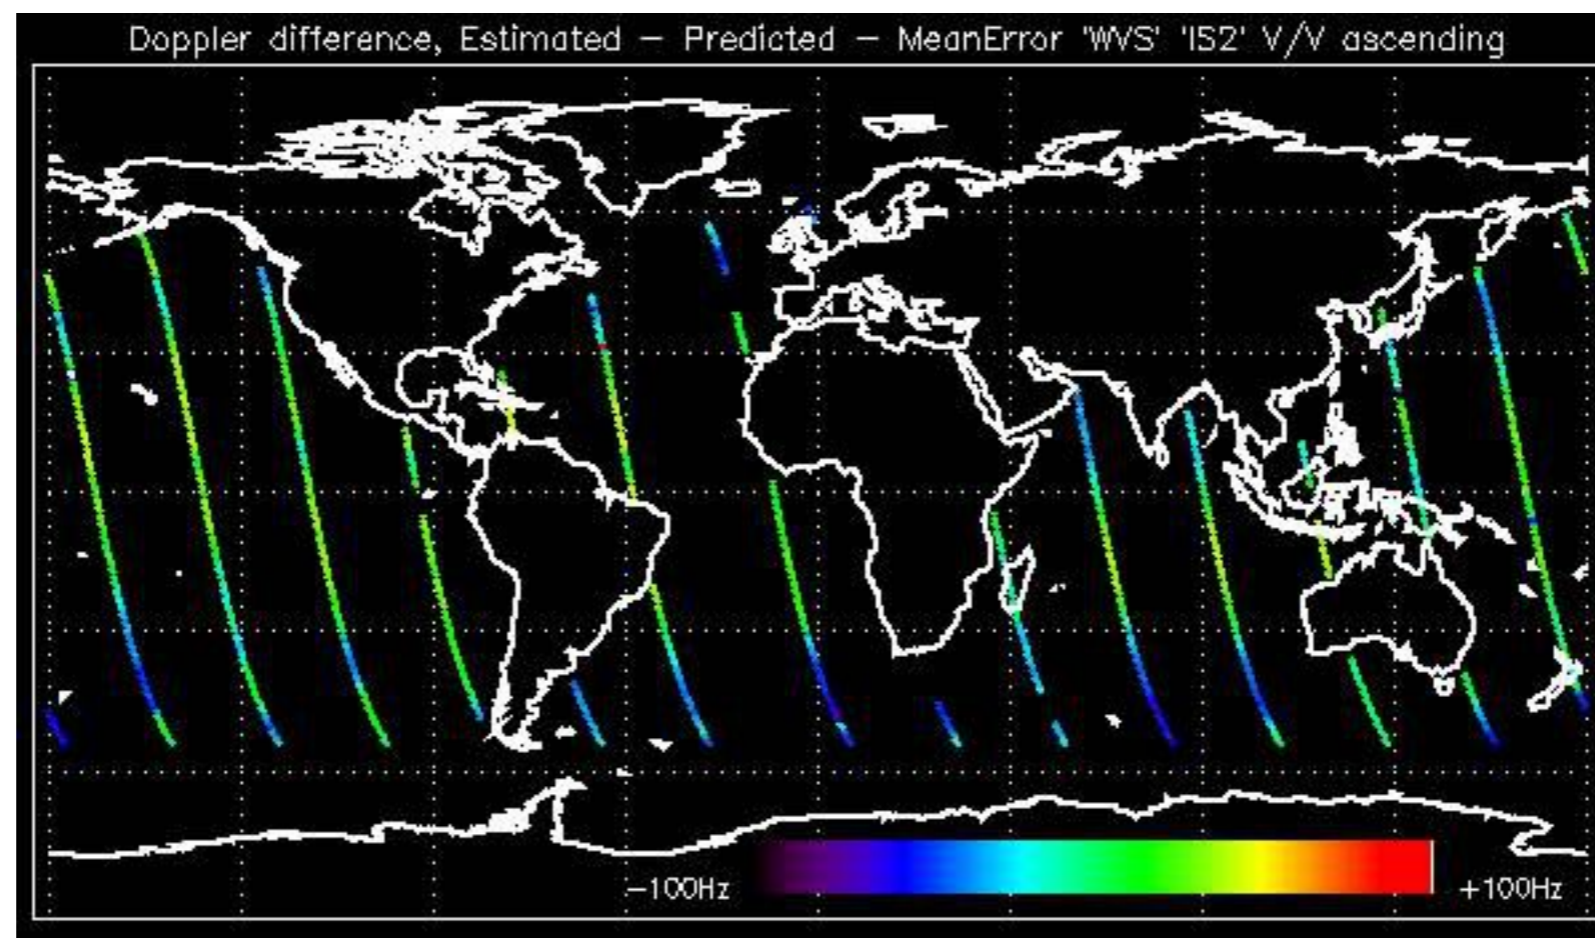 Doppler difference, Estimated – Predicted – MeanError 'WVS' 'IS2' V/V ascending
–100Hz +100Hz